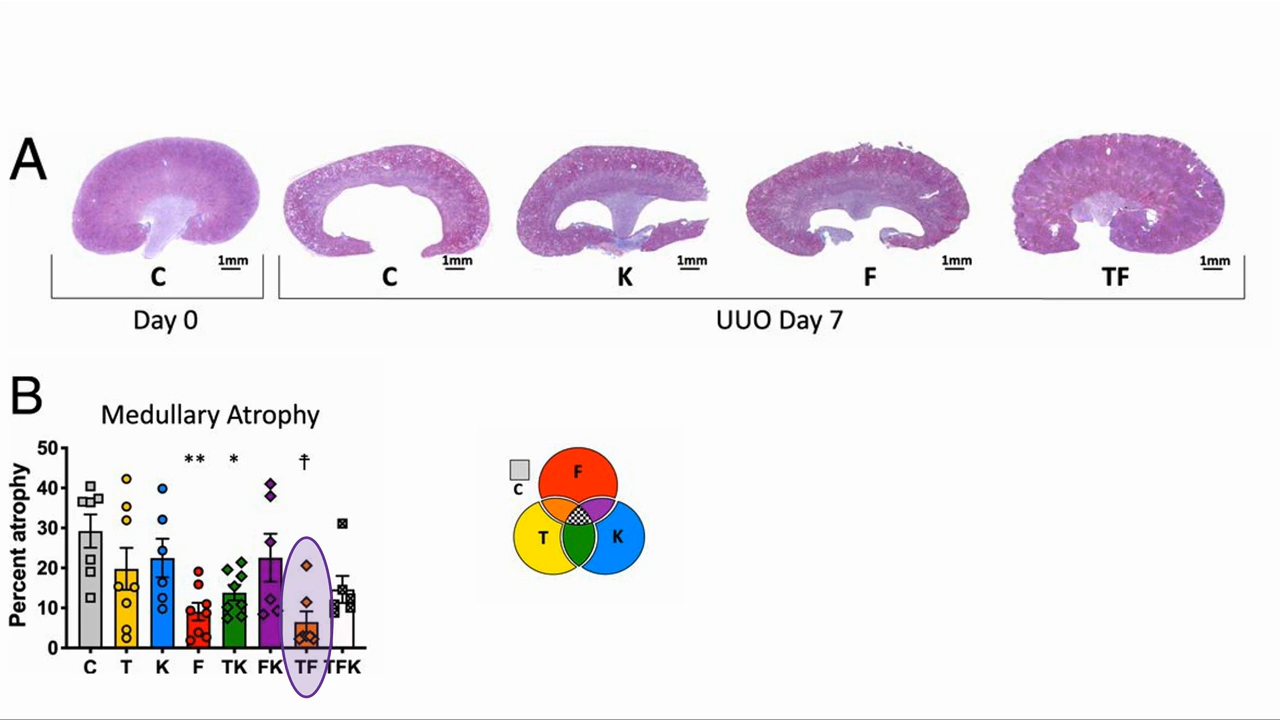 A
1mm 1mm 1mm 1mm 1mm
C C K F TF
Day 0 UUO Day 7
B
Medullary Atrophy
Percent atrophy
50 ** * †
40
30
20
10
0
C T K F TK FK TF TFK
F
C
T K